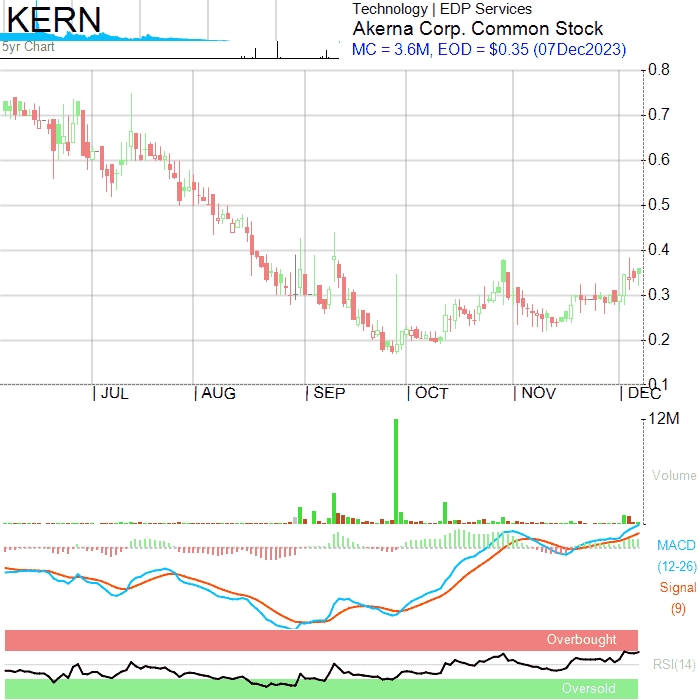 KERN
5yr Chart
Technology | EDP Services
Akerna Corp. Common Stock
MC = 3.6M, EOD = $0.35 (07Dec2023)
0.8
0.7
0.6
0.5
0.4
0.3
0.2
0.1
| JUL | AUG | SEP | OCT | NOV | DEC
12M
Volume
MACD
(12-26)
Signal
(9)
Overbought
RSI(14)
Oversold